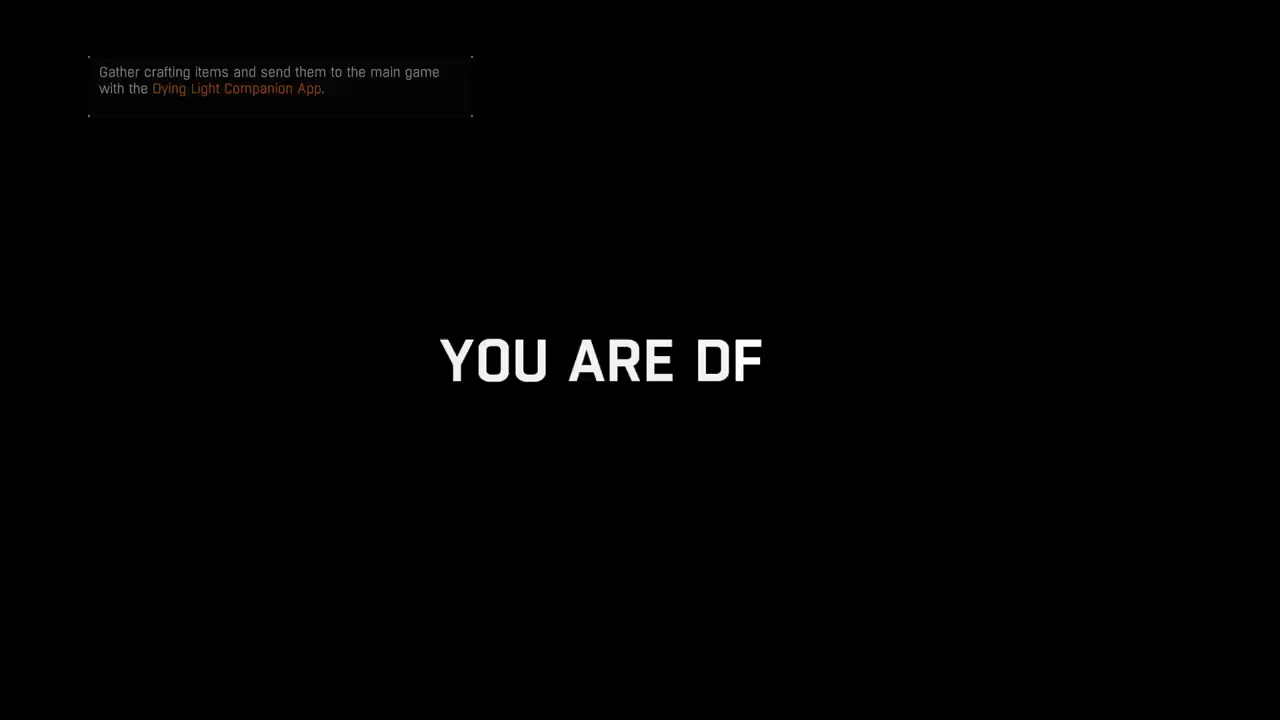 Gather crafting items and send them to the main game
with the Dying Light Companion App.
YOU ARE DF